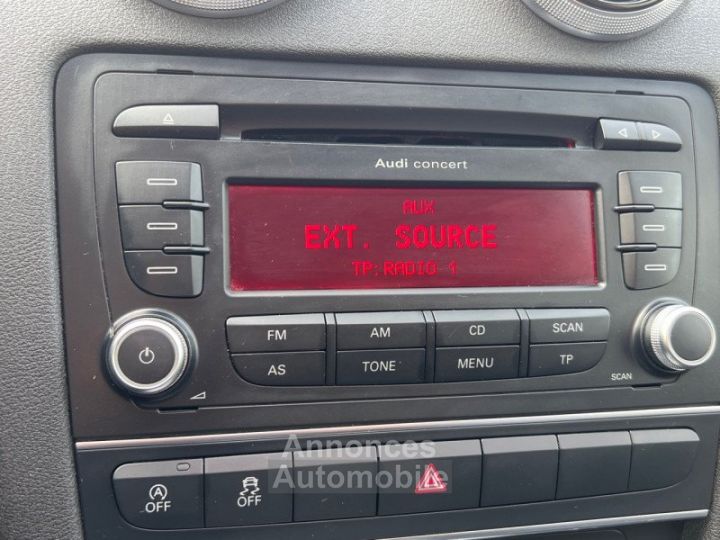 Audi concert
AUX
EXT. SOURCE
TP:RADIO 1
FM
AM
CD
SCAN
AS
TONE
MENU
TP
SCAN
A
OFF
OFF
Annonces
Automobile